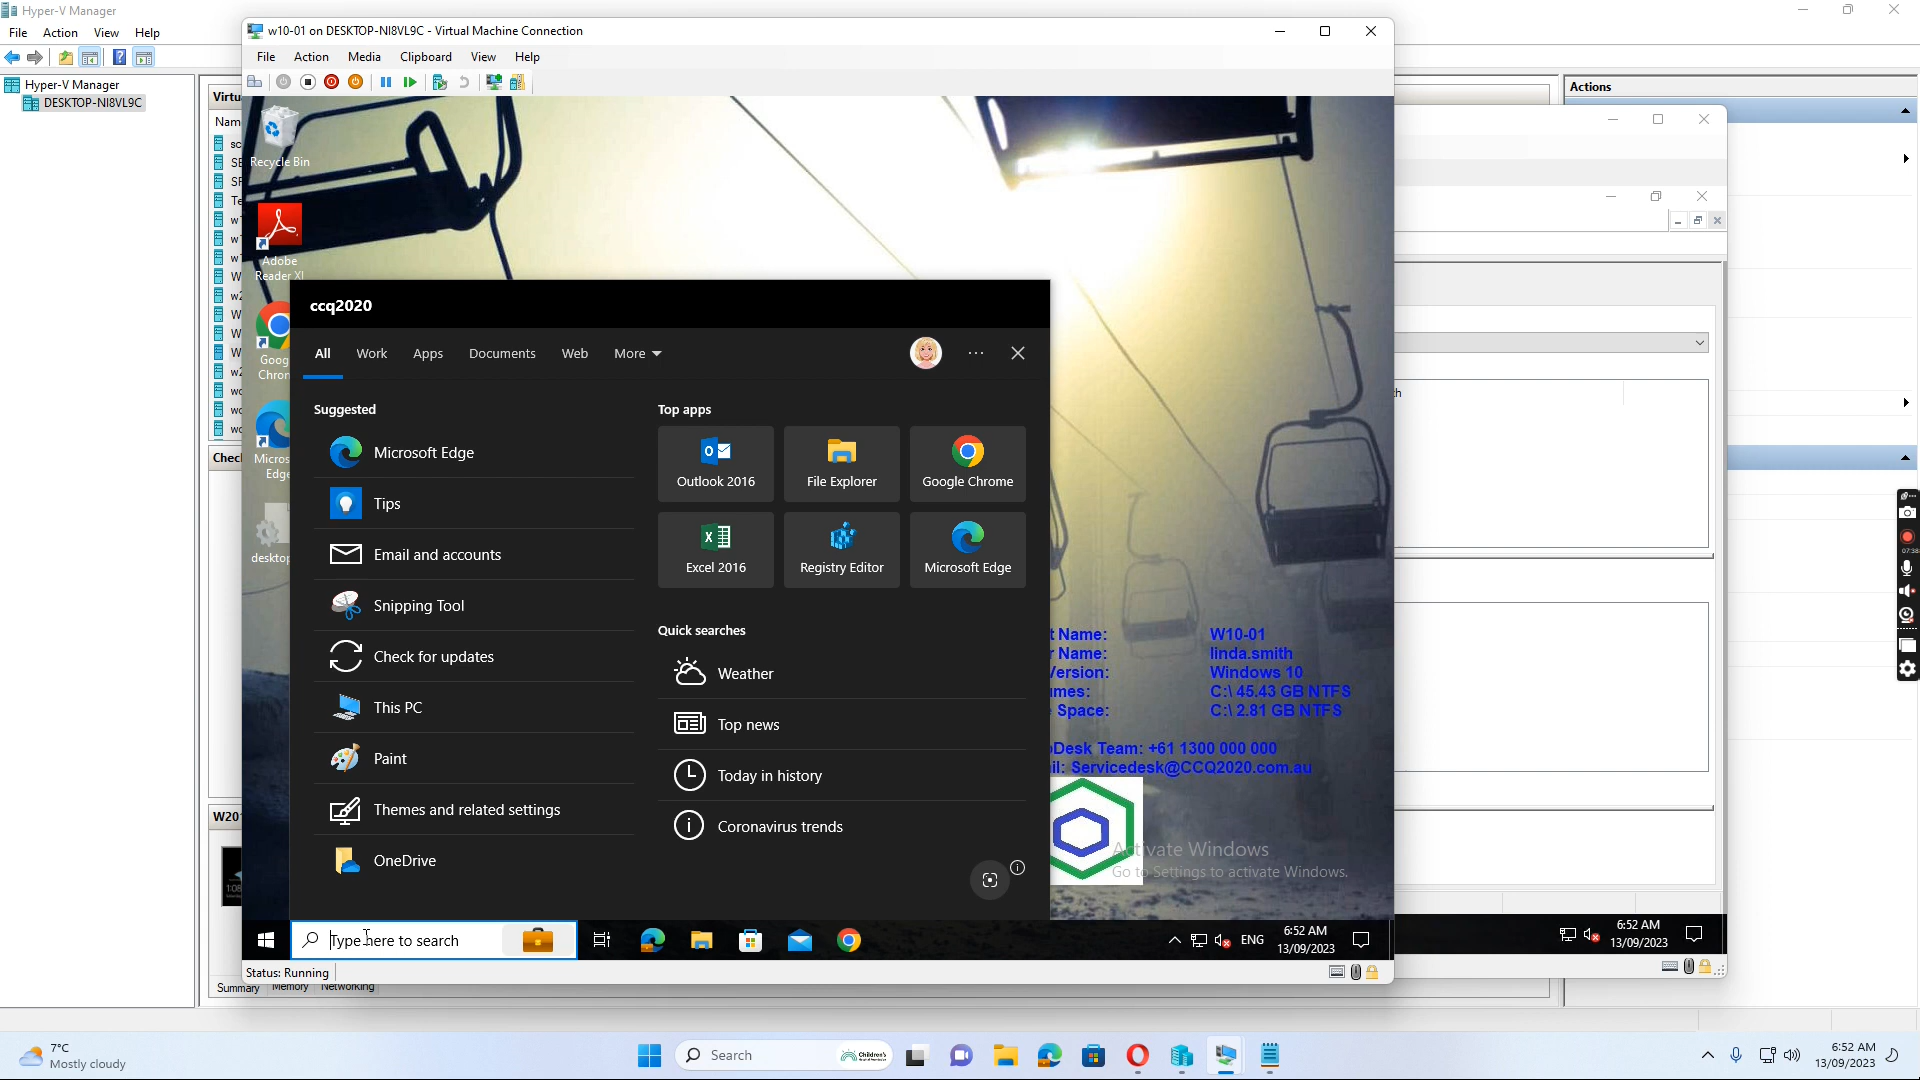 Hyper-V Manager
File Action View Help
Hyper-V Manager
DESKTOP-NI8VL9C
w10-01 on DESKTOP-NI8VL9C - Virtual Machine Connection
File Action Media Clipboard View Help
Actions
Recycle Bin
Adobe
Reader XI
ccq2020
All Work Apps Documents Web More
Suggested
Microsoft Edge
Tips
Email and accounts
Snipping Tool
Check for updates
This PC
Paint
Themes and related settings
OneDrive
Top apps
Outlook 2016
File Explorer
Google Chrome
Excel 2016
Registry Editor
Microsoft Edge
Quick searches
Weather
Top news
Today in history
Coronavirus trends
Name: W10-01
Name: linda.smith
Windows 10
C:\ 45.43 GB NTFS
Space: C:\ 2.81 GB NTFS
Desk Team: +61 1300 000 000
Servicedesk@CCQ2020.com.au
Activate Windows
Go to Settings to activate Windows.
Type here to search
ENG
6:52 AM
13/09/2023
6:52 AM
13/09/2023
Status: Running
Summary Memory Networking
7°C
Mostly cloudy
Search
6:52 AM
13/09/2023